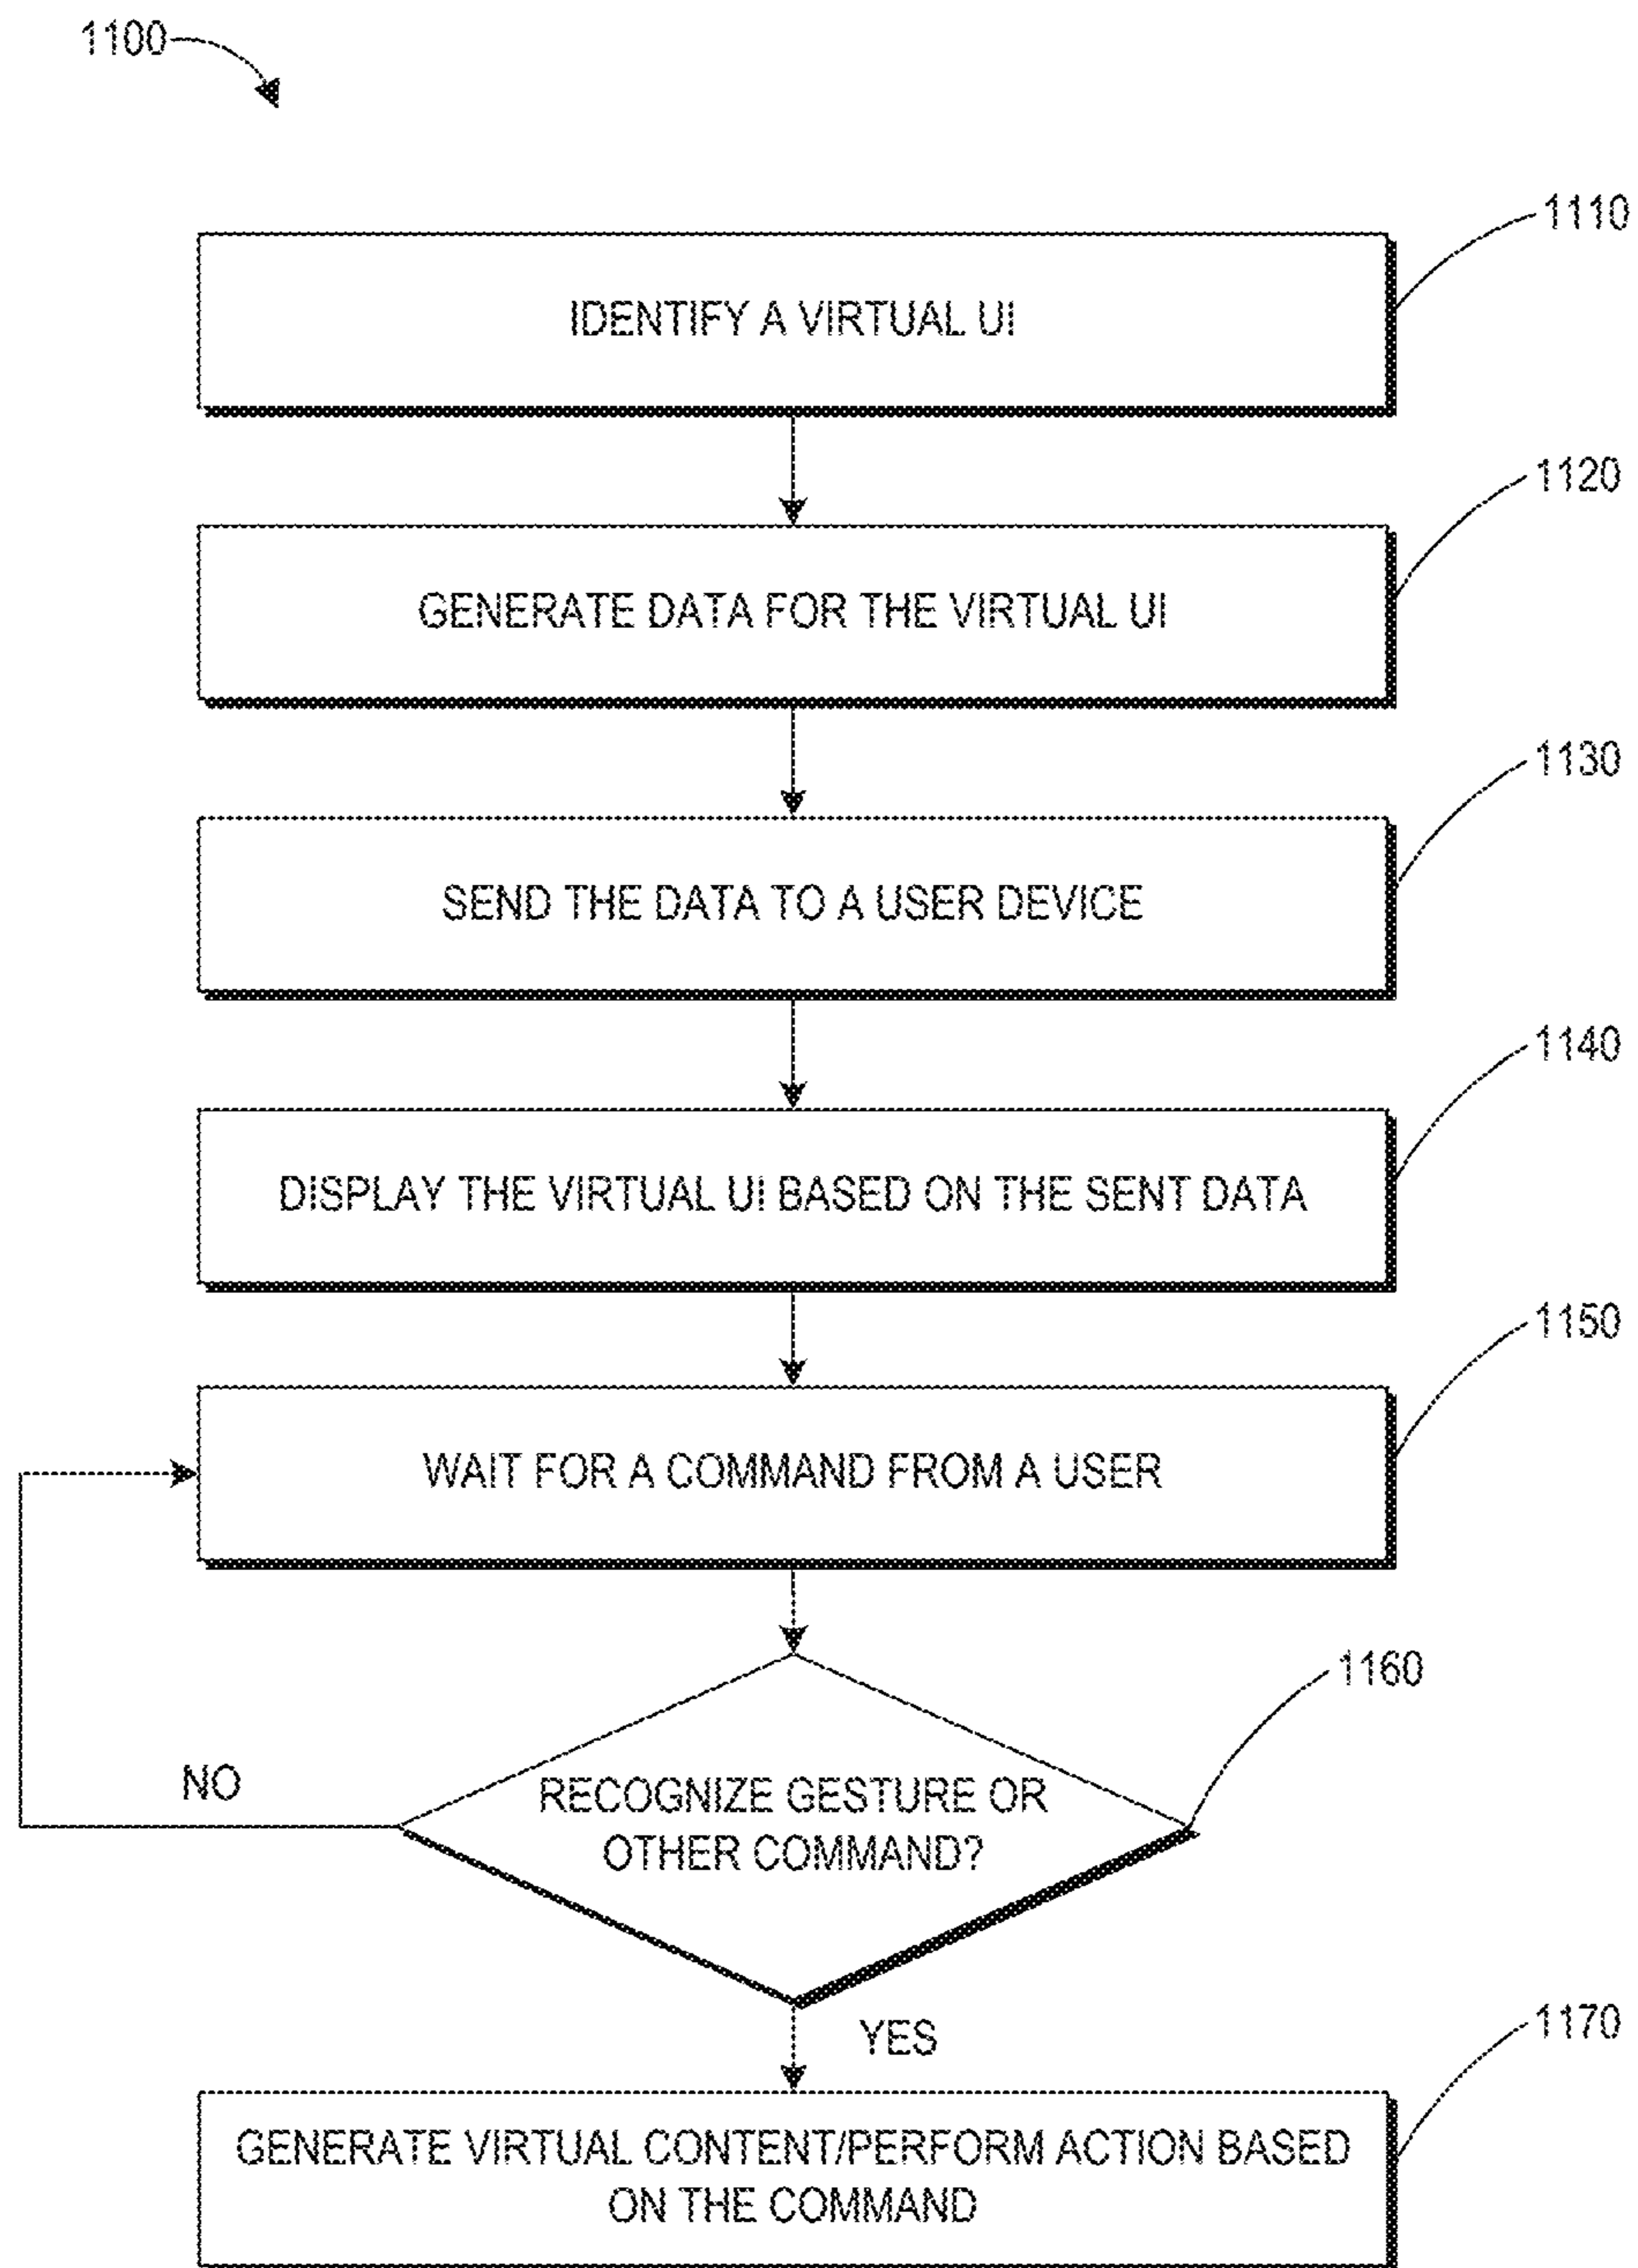 1100
1110
IDENTIFY A VIRTUAL UI
1120
GENERATE DATA FOR THE VIRTUAL UI
1130
SEND THE DATA TO A USER DEVICE
1140
DISPLAY THE VIRTUAL UI BASED ON THE SENT DATA
1150
WAIT FOR A COMMAND FROM A USER
1160
NO
RECOGNIZE GESTURE OR
OTHER COMMAND?
YES
1170
GENERATE VIRTUAL CONTENT/PERFORM ACTION BASED
ON THE COMMAND